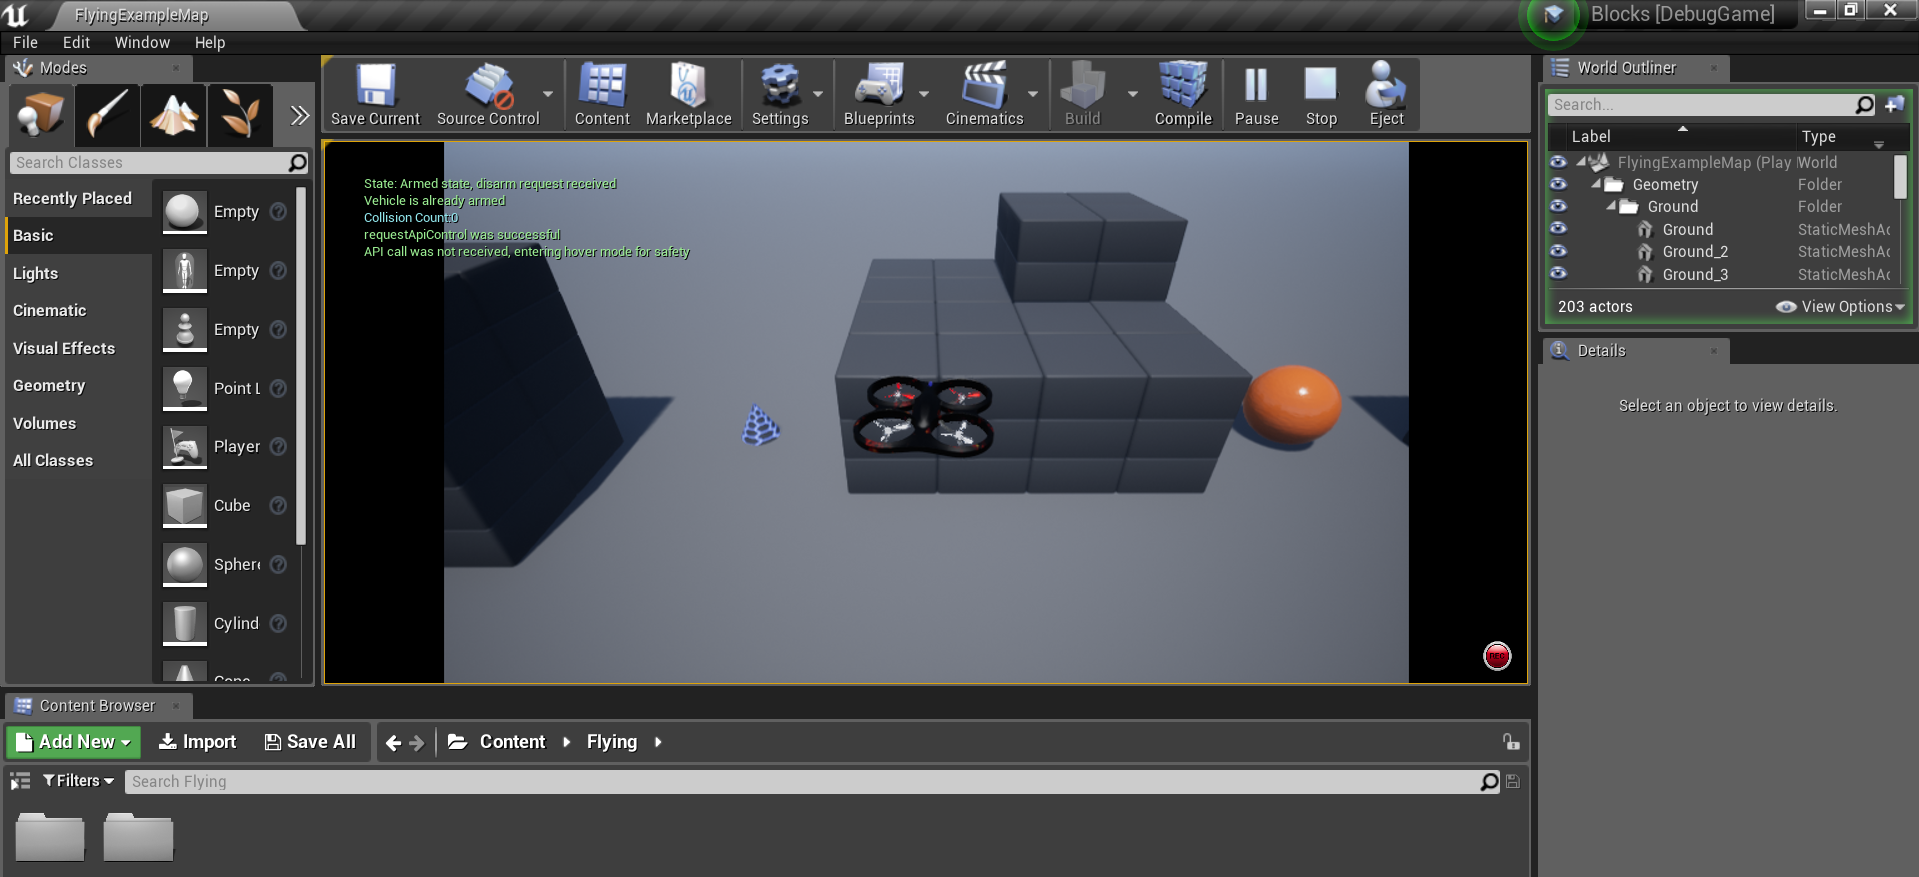 FlyingExampleMap
Blocks [DebugGame]
File Edit Window Help
Modes
Search Classes
Recently Placed
Basic
Lights
Cinematic
Visual Effects
Geometry
Volumes
All Classes
Empty
Empty
Empty
Point L
Player
Cube
Sphere
Cylind
Cone
Save Current
Source Control
Content
Marketplace
Settings
Blueprints
Cinematics
Build
Compile
Pause
Stop
Eject
State: Armed state, disarm request received
Vehicle is already armed
Collision Count:0
requestApiControl was successful
API call was not received, entering hover mode for safety
REC
World Outliner
Search...
Label Type
FlyingExampleMap (Play World
Geometry Folder
Ground Folder
Ground StaticMeshAc
Ground_2 StaticMeshAc
Ground_3 StaticMeshAc
203 actors View Options
Details
Select an object to view details.
Content Browser
Add New Import Save All Content Flying
Filters Search Flying